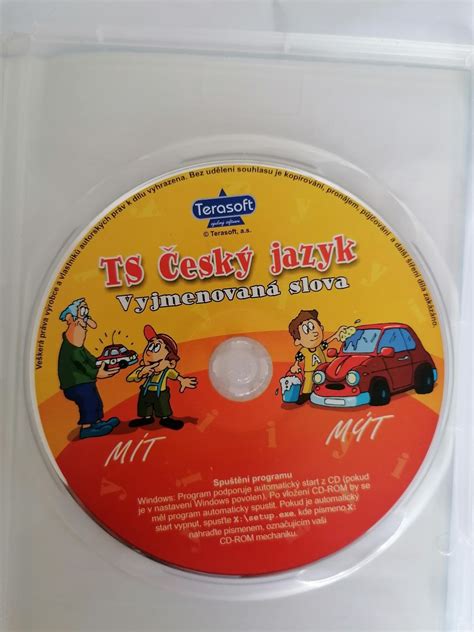 Veškerá práva výrobce a vlastníků autorských práv k dílu vyhrazena. Bez udělení souhlasu je kopírování, pronájem, půjčování a další šíření díla zakázáno.
Terasoft
© Terasoft, a.s.
TS Český jazyk
Vyjmenovaná slova
MÍT
MÝT
Spuštění programu
Windows: Program podporuje automatický start z CD (pokud
je v nastavení Windows povolen). Po vložení CD-ROM by se
měl program automaticky spustit. Pokud je automatický
start vypnut, spusťte X:\setup.exe, kde písmeno X:
nahraďte písmenem, označujícím vaši
CD-ROM mechaniku.